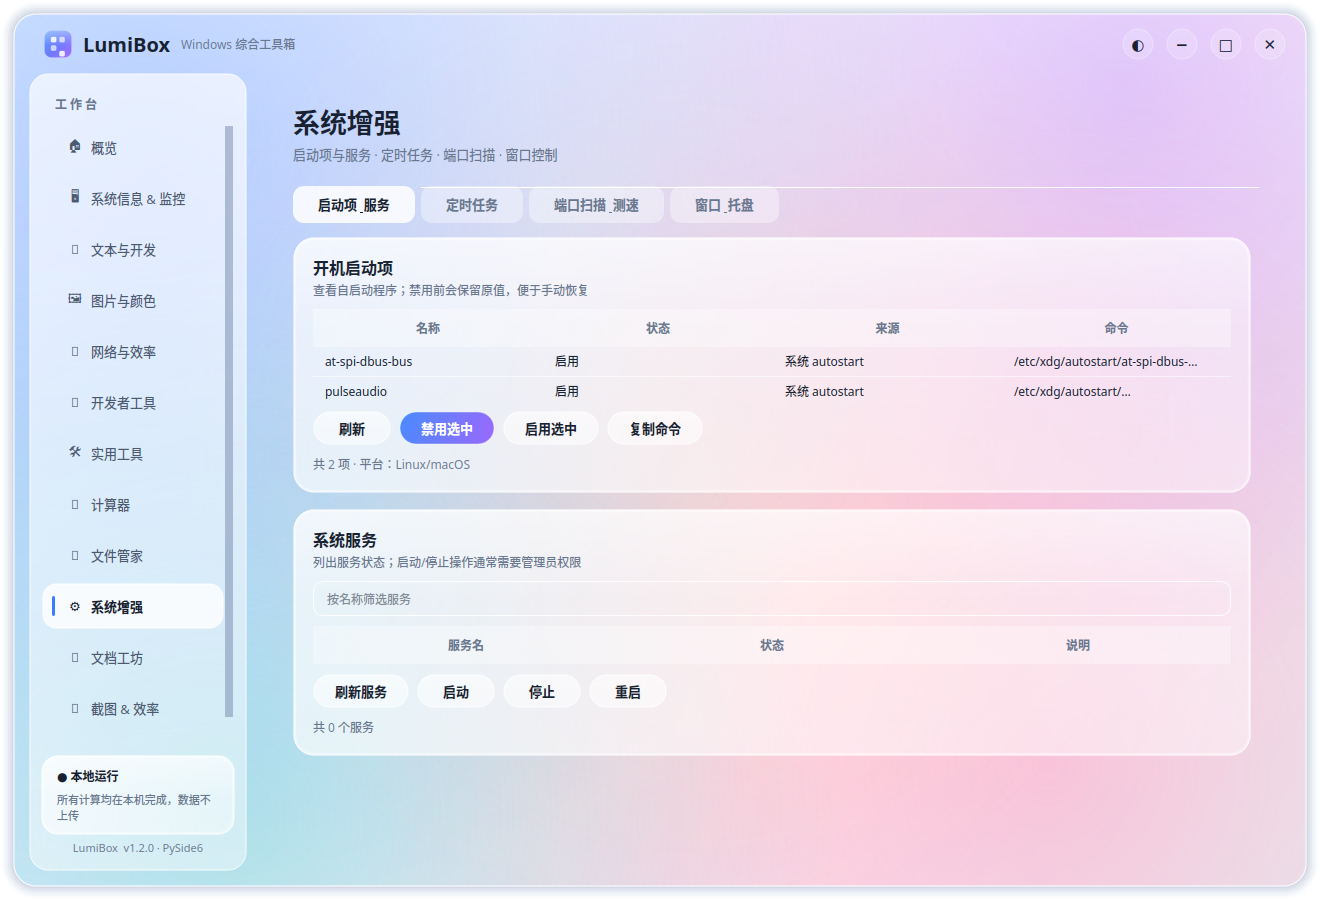 LumiBox Windows 综合工具箱
工作台
概览
系统信息 & 监控
文本与开发
图片与颜色
网络与效率
开发者工具
实用工具
计算器
文件管家
系统增强
文档工坊
截图 & 效率
● 本地运行
所有计算均在本机完成，数据不
上传
LumiBox v1.2.0 · PySide6
系统增强
启动项与服务 · 定时任务 · 端口扫描 · 窗口控制
启动项 _服务 定时任务 端口扫描 _测速 窗口 _托盘
开机启动项
查看自启动程序；禁用前会保留原值，便于手动恢复
名称 状态 来源 命令
at-spi-dbus-bus 启用 系统 autostart /etc/xdg/autostart/at-spi-dbus-...
pulseaudio 启用 系统 autostart /etc/xdg/autostart/...
刷新 禁用选中 启用选中 复制命令
共 2 项 · 平台：Linux/macOS
系统服务
列出服务状态；启动/停止操作通常需要管理员权限
按名称筛选服务
服务名 状态 说明
刷新服务 启动 停止 重启
共 0 个服务